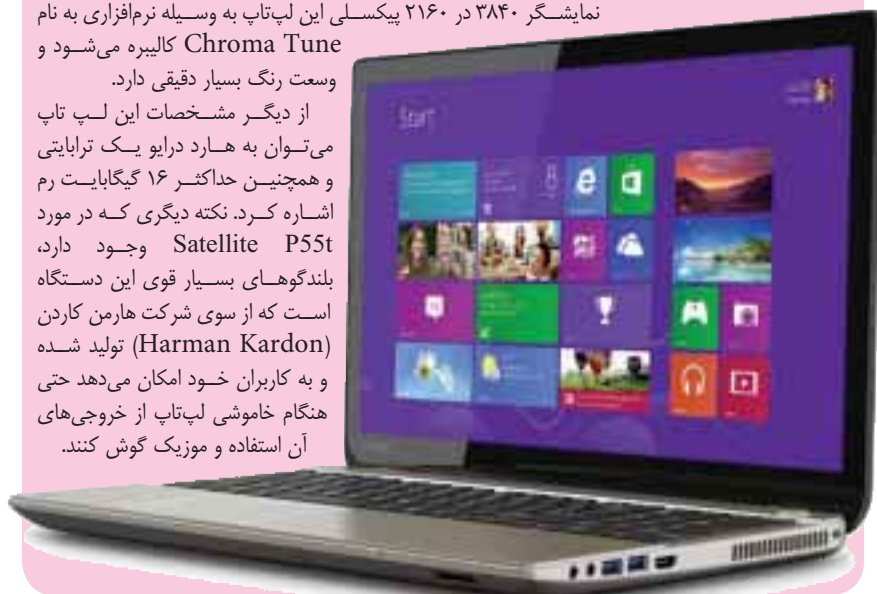 نمایشگر ۳۸۴۰ در ۲۱۶۰ پیکسلی این لپ‌تاپ به وسیله نرم‌افزاری به نام
Chroma Tune کالیبره می‌شود و
وسعت رنگ بسیار دقیقی دارد.
از دیگر مشخصات این لپ تاپ
می‌توان به هارد درایو یک ترابایتی
و همچنین حداکثر ۱۶ گیگابایت رم
اشاره کرد. نکته دیگری که در مورد
Satellite P55t وجود دارد،
بلندگوهای بسیار قوی این دستگاه
است که از سوی شرکت هارمن کاردن
(Harman Kardon) تولید شده
و به کاربران خود امکان می‌دهد حتی
هنگام خاموشی لپ‌تاپ از خروجی‌های
آن استفاده و موزیک گوش کنند.
Start